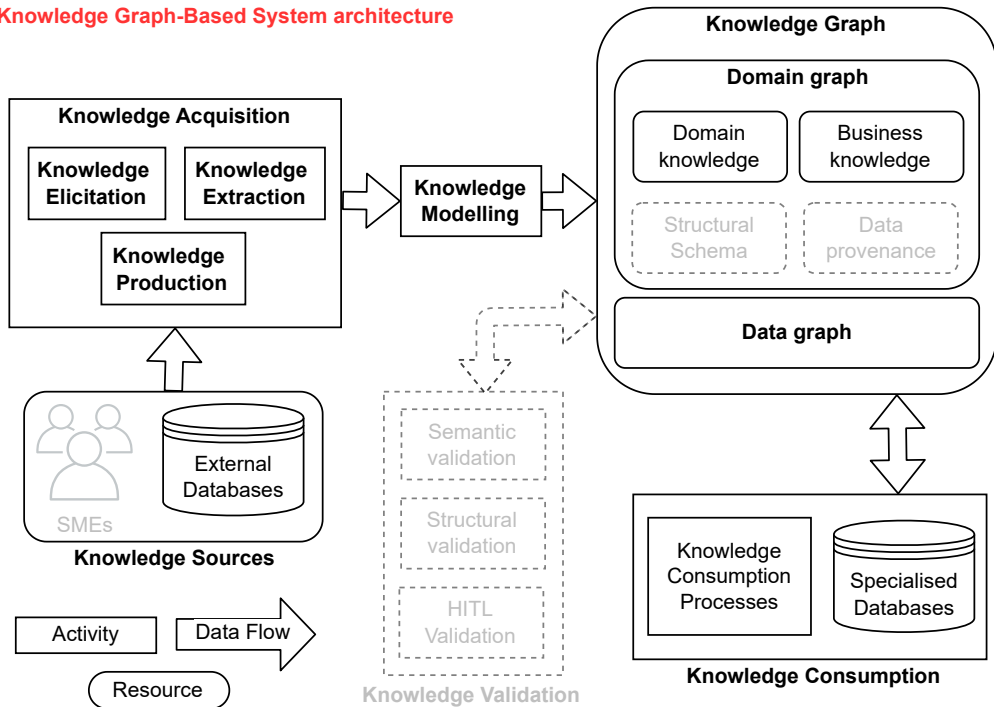 Knowledge Graph-Based System architecture
Knowledge Acquisition
Knowledge
Elicitation
Knowledge
Extraction
Knowledge
Production
Knowledge
Modelling
Knowledge Graph
Domain graph
Domain
knowledge
Business
knowledge
Structural
Schema
Data
provenance
Data graph
SMEs
External
Databases
Knowledge Sources
Semantic
validation
Structural
validation
HITL
Validation
Knowledge Validation
Knowledge
Consumption
Processes
Specialised
Databases
Knowledge Consumption
Activity
Data Flow
Resource